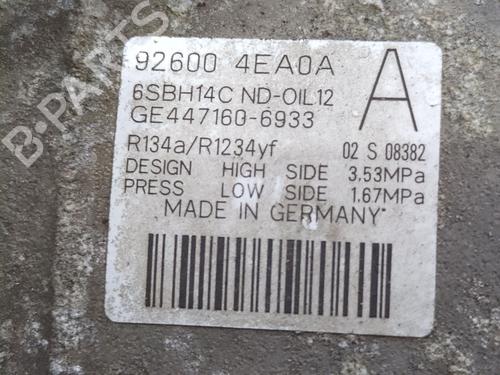 92600 4EA0A A
6SBH14C ND-OIL12
GE447160-6933
R134a/R1234yf 02 S 08382
DESIGN HIGH SIDE 3.53MPa
PRESS LOW SIDE 1.67MPa
MADE IN GERMANY
B-PARTS